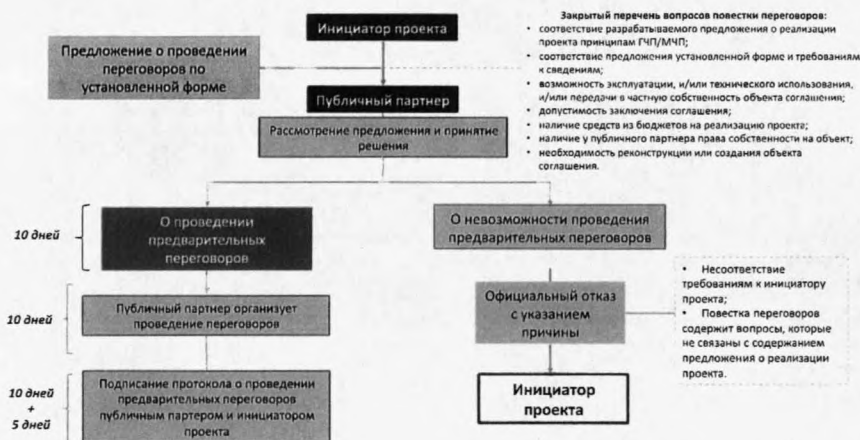 Инициатор проекта
Предложение о проведении
переговоров по
установленной форме
Публичный партнер
Рассмотрение предложения и принятие
решения
Закрытый перечень вопросов повестки переговоров:
• соответствие разрабатываемого предложения о реализации
проекта принципам ГЧП/МЧП;
• соответствие предложения установленной форме и требованиям
к сведениям;
• возможность эксплуатации, и/или технического использования,
и/или передачи в частную собственность объекта соглашения;
• допустимость заключения соглашения;
• наличие средств из бюджетов на реализацию проекта;
• наличие у публичного партнера права собственности на объект;
• необходимость реконструкции или создания объекта
соглашения.
10 дней
О проведении
предварительных
переговоров
О невозможности проведения
предварительных переговоров
10 дней
Публичный партнер организует
проведение переговоров
Официальный отказ
с указанием
причины
• Несоответствие
требованиям к инициатору
проекта;
• Повестка переговоров
содержит вопросы, которые
не связаны с содержанием
предложения о реализации
проекта.
10 дней
+
5 дней
Подписание протокола о проведении
предварительных переговоров
публичным партером и инициатором
проекта
Инициатор
проекта